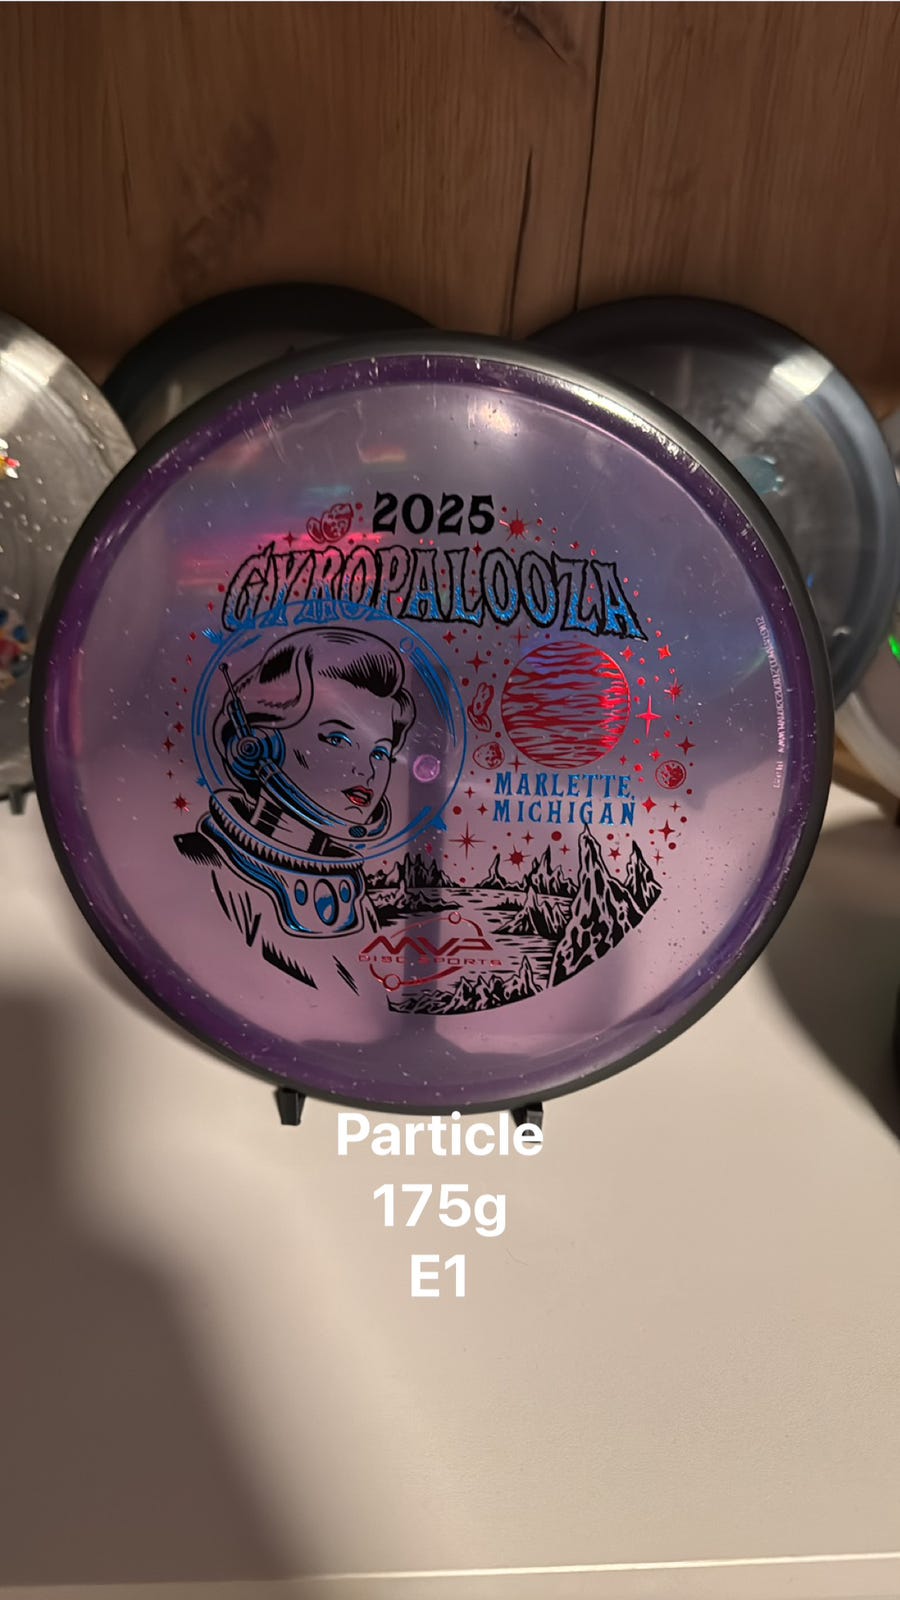 2025
GYROPALOOZA
MARLETTE,
MICHIGAN
MVP
DISC SPORTS
Particle
175g
E1